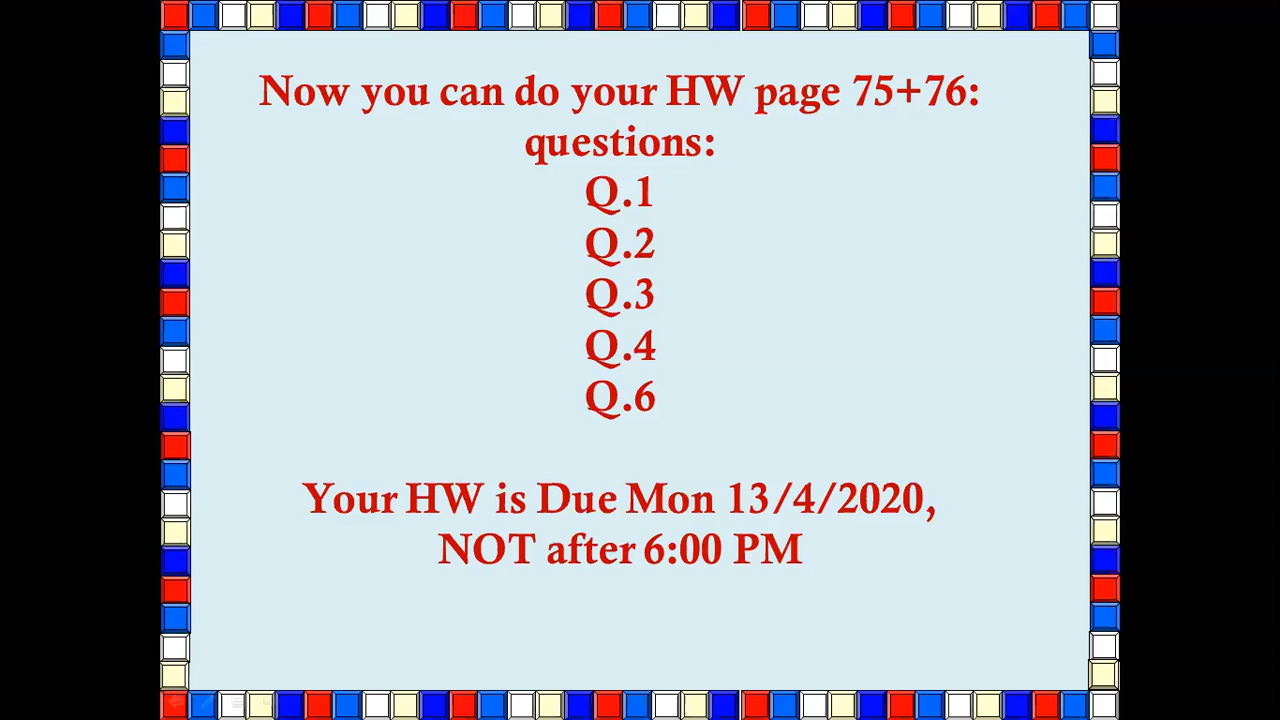 Now you can do your HW page 75+76:
questions:
Q.1
Q.2
Q.3
Q.4
Q.6
Your HW is Due Mon 13/4/2020,
NOT after 6:00 PM